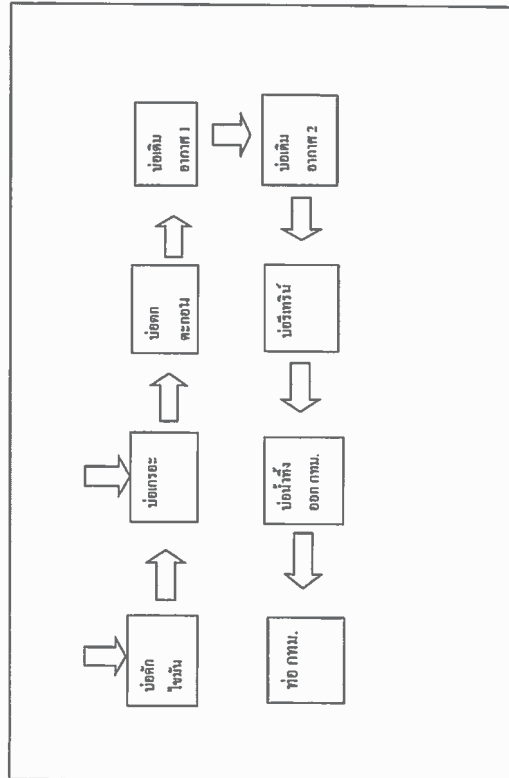 บ่อดัก
ไขมัน
บ่อเกรอะ
บ่อตก
ตะกอน
บ่อเติม
อากาศ 1
บ่อเติม
อากาศ 2
บ่อรีเทริน์
บ่อน้ำทิ้ง
ออก กทม.
ท่อ กทม.